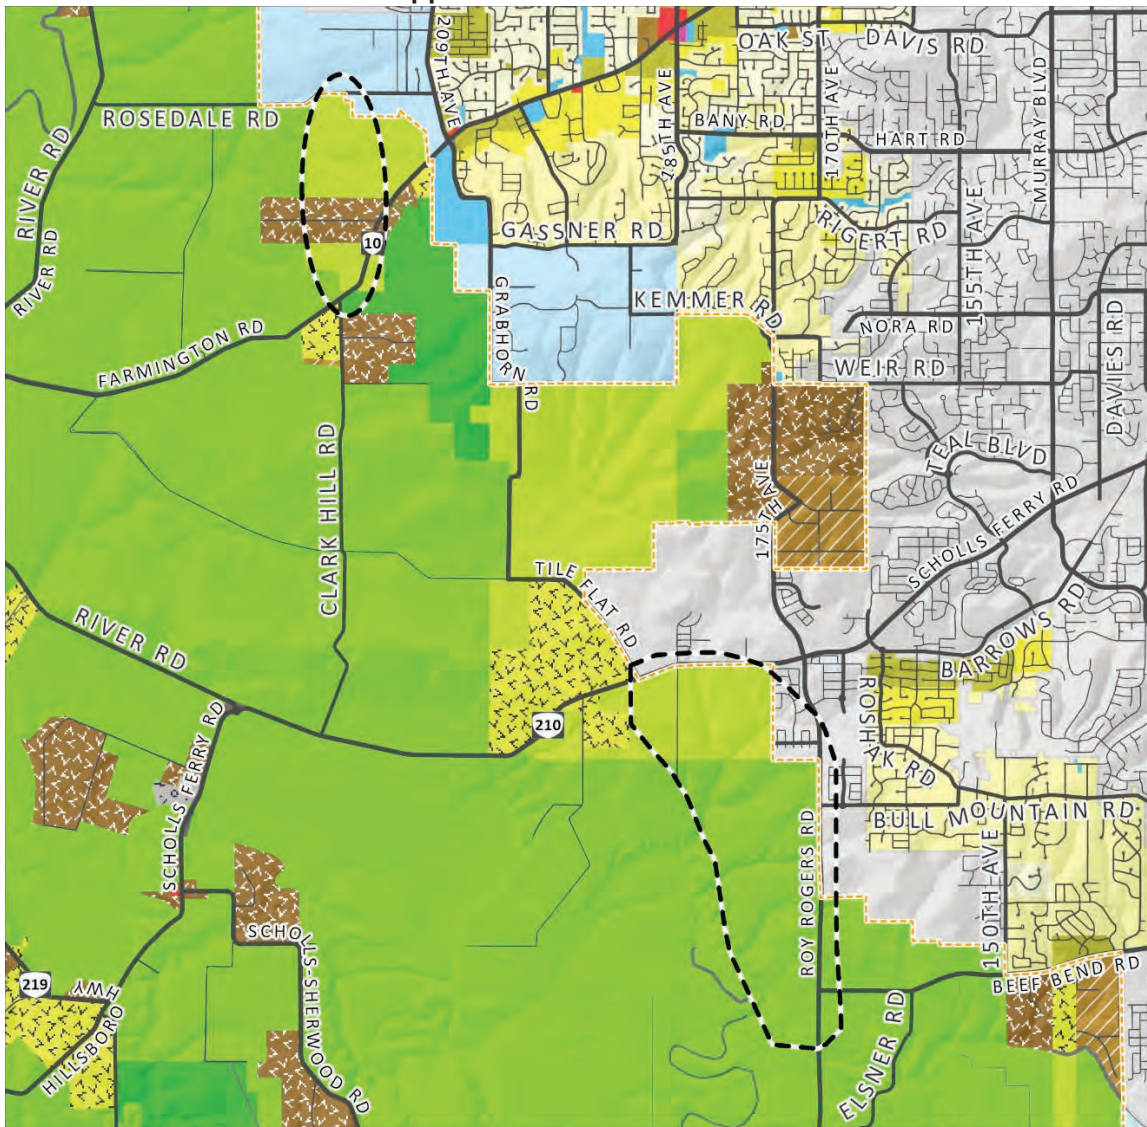 209TH AVE
185TH AVE
OAK ST
DAVIS RD
170TH AVE
MURRAY BLVD
ROSEDALE RD
BANY RD
HART RD
RIVER RD
RIVER RD
155TH AVE
GASSNER RD
RIGERT RD
10
GRABHORN RD
KEMMER RD
NORA RD
DAVIES RD
FARMINGTON RD
WEIR RD
TEAL BLVD
CLARK HILL RD
175TH AVE
SCHOLLS FERRY RD
TILE FLAT RD
RIVER RD
BARROWS RD
ROSHAK RD
210
SCHOLLS FERRY RD
BULL MOUNTAIN RD
ROY ROGERS RD
150TH AVE
SCHOLLS-SHERWOOD RD
BEEF BEND RD
219
HILLSBORO HWY
ELSNER RD